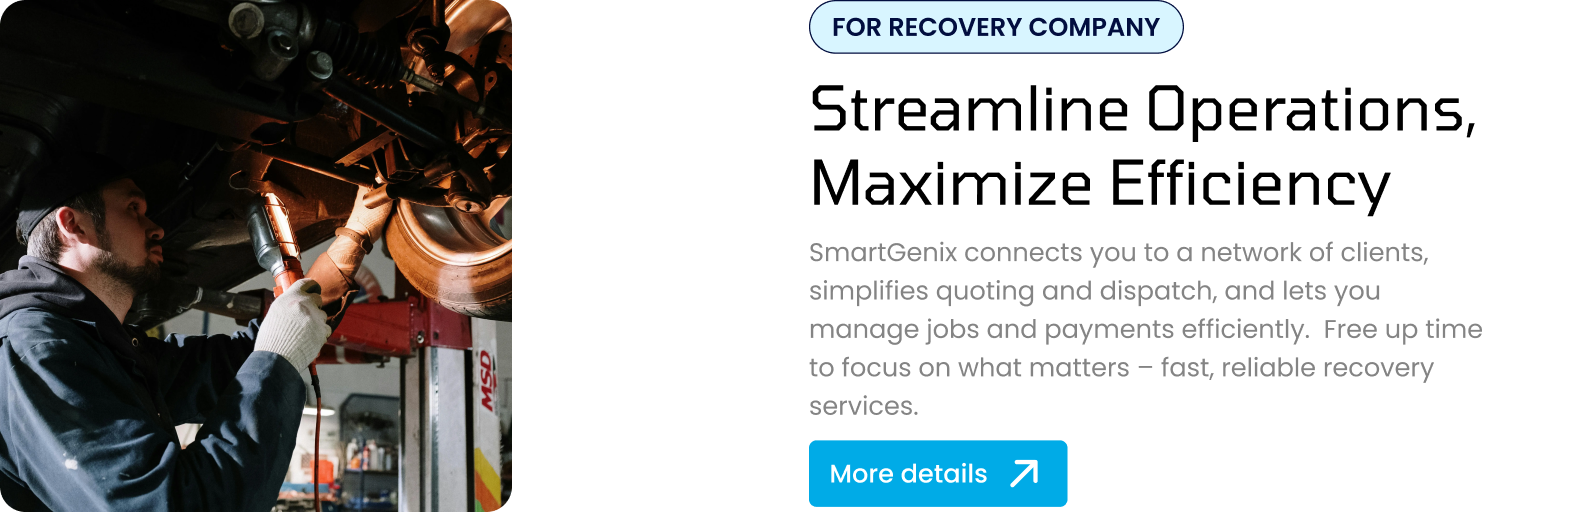 FOR RECOVERY COMPANY
Streamline Operations,
Maximize Efficiency
SmartGenix connects you to a network of clients,
simplifies quoting and dispatch, and lets you
manage jobs and payments efficiently.  Free up time
to focus on what matters – fast, reliable recovery
services.
More details
MSD